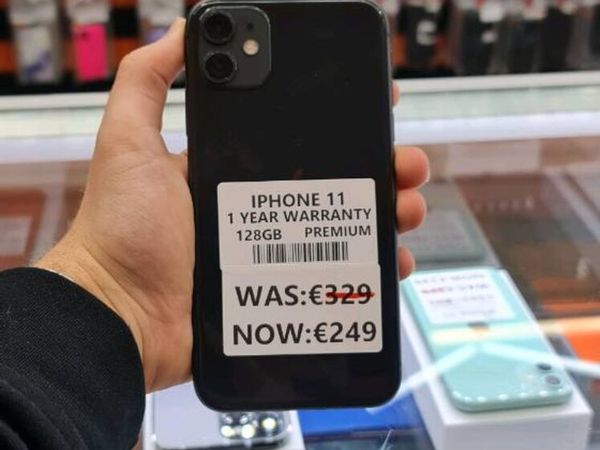 IPHONE 11
1 YEAR WARRANTY
128GB PREMIUM
WAS:€329
NOW:€249